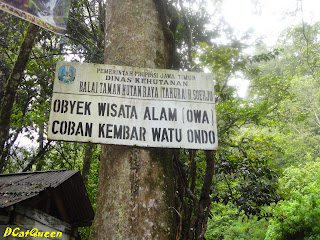 PEMERINTAH PROPINSI JAWA TIMUR
DINAS KEHUTANAN
BALAI TAMAN HUTAN RAYA (TAHURA) R SOERJO
OBYEK WISATA ALAM (OWA)
COBAN KEMBAR WATU ONDO
DCatQueen